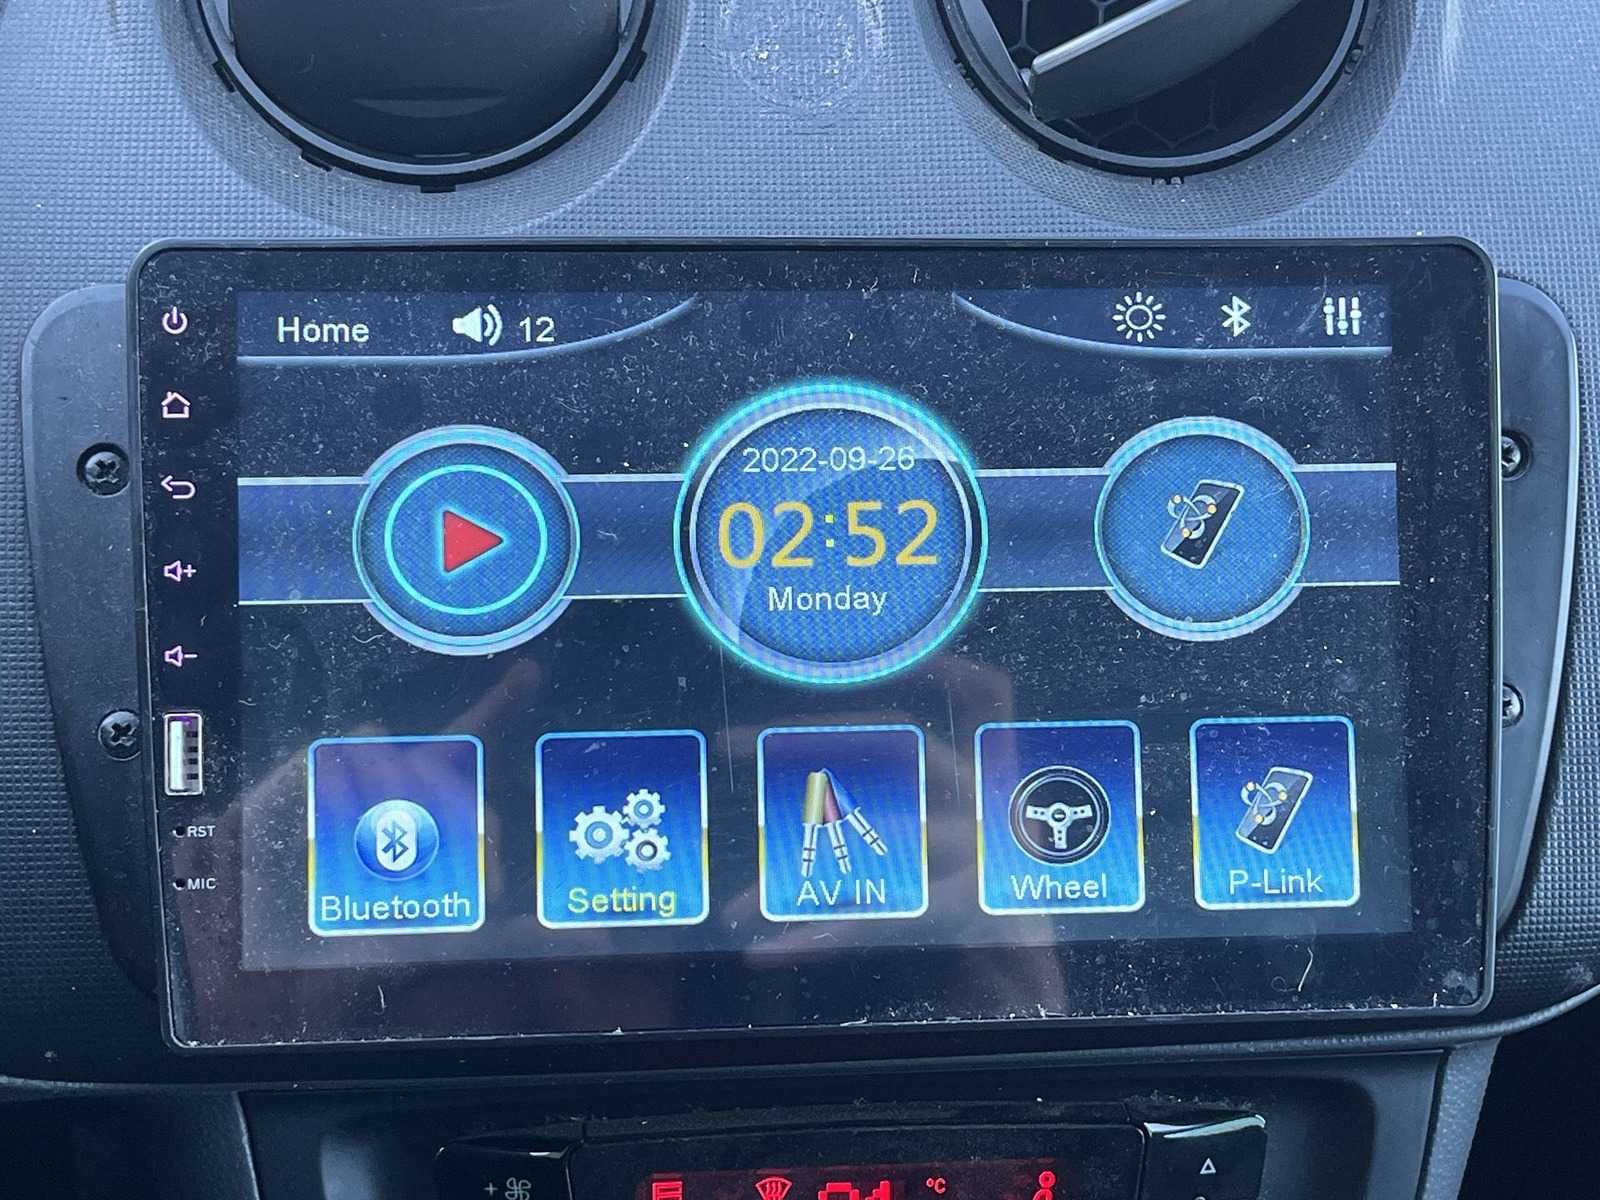 Home 12
2022-09-26
02:52
Monday
RST
MIC
Bluetooth
Setting
AV IN
Wheel
P-Link
°C